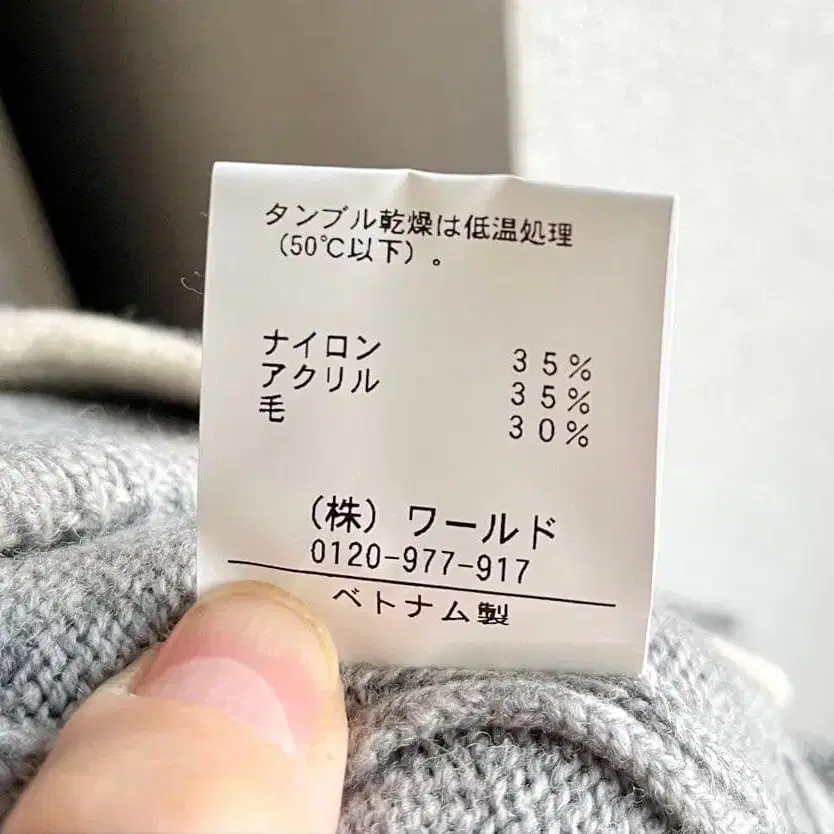 タンブル乾燥は低温処理
(50℃以下)。
ナイロン 35%
アクリル 35%
毛 30%
(株) ワールド
0120-977-917
ベトナム製